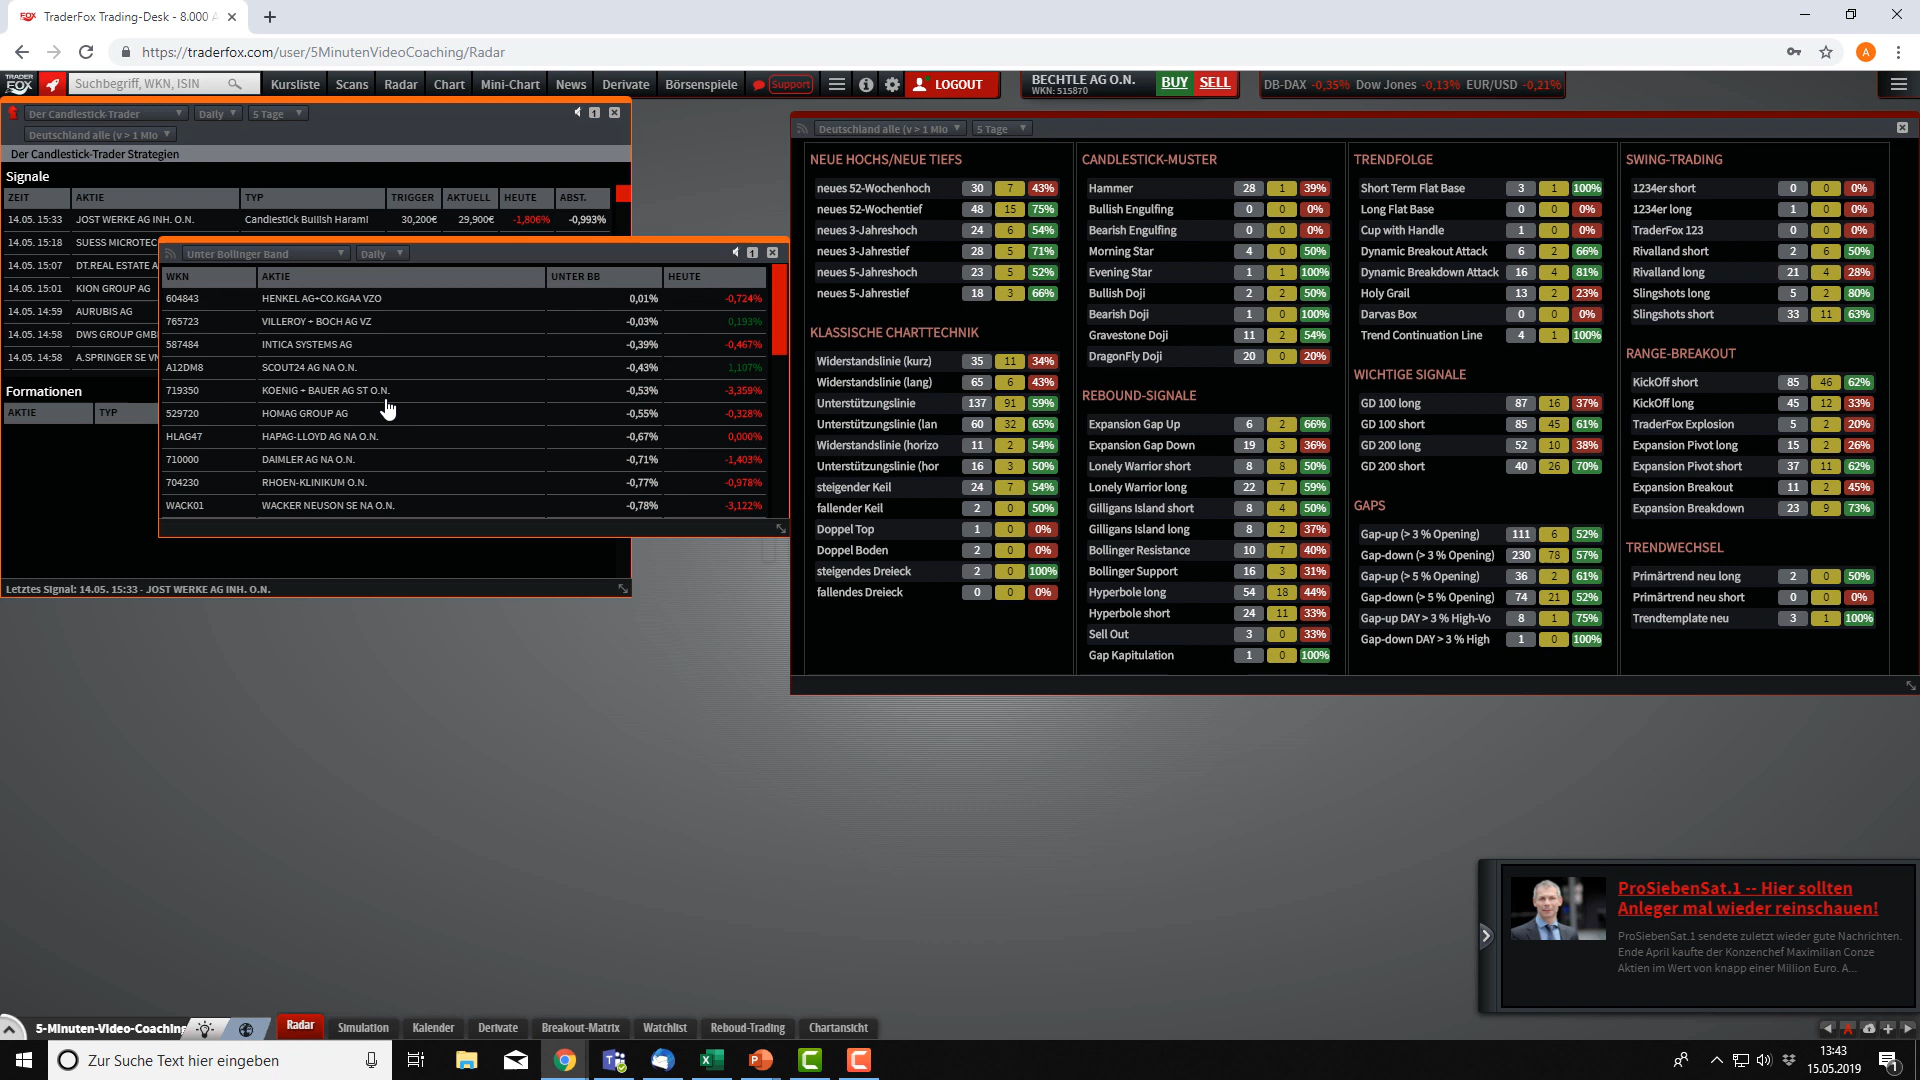 TraderFox Trading-Desk - 8.000 A
https://traderfox.com/user/5MinutenVideoCoaching/Radar
A
TRADER FOX
Suchbegriff, WKN, ISIN
Kursliste Scans Radar Chart Mini-Chart News Derivate Börsenspiele Support LOGOUT
BECHTLE AG O.N.
WKN: 515870
BUY SELL
DB-DAX -0,35% Dow Jones -0,13% EUR/USD -0,21%
Der Candlestick-Trader Daily 5 Tage
Deutschland alle (v > 1 Mio
Der Candlestick-Trader Strategien
Signale
ZEIT AKTIE TYP TRIGGER AKTUELL HEUTE ABST.
14.05. 15:33 JOST WERKE AG INH. O.N. Candlestick Bullish Harami 30,200€ 29,900€ -1,806% -0,993%
14.05. 15:18 SUESS MICROTEC
14.05. 15:07 DT.REAL ESTATE A
14.05. 15:01 KION GROUP AG
14.05. 14:59 AURUBIS AG
14.05. 14:58 DWS GROUP GMB
14.05. 14:58 A.SPRINGER SE VN
Formationen
AKTIE TYP
Letztes Signal: 14.05. 15:33 - JOST WERKE AG INH. O.N.
Unter Bollinger Band Daily
WKN AKTIE UNTER BB HEUTE
604843 HENKEL AG+CO.KGAA VZO 0,01% -0,724%
765723 VILLEROY + BOCH AG VZ -0,03% 0,193%
587484 INTICA SYSTEMS AG -0,39% -0,467%
A12DM8 SCOUT24 AG NA O.N. -0,43% 1,107%
719350 KOENIG + BAUER AG ST O.N. -0,53% -3,359%
529720 HOMAG GROUP AG -0,55% -0,328%
HLAG47 HAPAG-LLOYD AG NA O.N. -0,67% 0,000%
710000 DAIMLER AG NA O.N. -0,71% -1,403%
704230 RHOEN-KLINIKUM O.N. -0,77% -0,978%
WACK01 WACKER NEUSON SE NA O.N. -0,78% -3,122%
Deutschland alle (v > 1 Mio 5 Tage
NEUE HOCHS/NEUE TIEFS
neues 52-Wochenhoch 30 7 43%
neues 52-Wochentief 48 15 75%
neues 3-Jahreshoch 24 6 54%
neues 3-Jahrestief 28 5 71%
neues 5-Jahreshoch 23 5 52%
neues 5-Jahrestief 18 3 66%
KLASSISCHE CHARTTECHNIK
Widerstandslinie (kurz) 35 11 34%
Widerstandslinie (lang) 65 6 43%
Unterstützungslinie 137 91 59%
Unterstützungslinie (lan 60 32 65%
Widerstandslinie (horizo 11 2 54%
Unterstützungslinie (hor 16 3 50%
steigender Keil 24 7 54%
fallender Keil 2 0 50%
Doppel Top 1 0 0%
Doppel Boden 2 0 0%
steigendes Dreieck 2 0 100%
fallendes Dreieck 0 0 0%
CANDLESTICK-MUSTER
Hammer 28 1 39%
Bullish Engulfing 0 0 0%
Bearish Engulfing 0 0 0%
Morning Star 4 0 50%
Evening Star 1 1 100%
Bullish Doji 2 2 50%
Bearish Doji 1 0 100%
Gravestone Doji 11 2 54%
DragonFly Doji 20 0 20%
REBOUND-SIGNALE
Expansion Gap Up 6 2 66%
Expansion Gap Down 19 3 36%
Lonely Warrior short 8 8 50%
Lonely Warrior long 22 7 59%
Gilligans Island short 8 4 50%
Gilligans Island long 8 2 37%
Bollinger Resistance 10 7 40%
Bollinger Support 16 3 31%
Hyperbole long 54 18 44%
Hyperbole short 24 11 33%
Sell Out 3 0 33%
Gap Kapitulation 1 0 100%
TRENDFOLGE
Short Term Flat Base 3 1 100%
Long Flat Base 0 0 0%
Cup with Handle 1 0 0%
Dynamic Breakout Attack 6 2 66%
Dynamic Breakdown Attack 16 4 81%
Holy Grail 13 2 23%
Darvas Box 0 0 0%
Trend Continuation Line 4 1 100%
WICHTIGE SIGNALE
GD 100 long 87 16 37%
GD 100 short 85 45 61%
GD 200 long 52 10 38%
GD 200 short 40 26 70%
GAPS
Gap-up (> 3 % Opening) 111 6 52%
Gap-down (> 3 % Opening) 230 78 57%
Gap-up (> 5 % Opening) 36 2 61%
Gap-down (> 5 % Opening) 74 21 52%
Gap-up DAY > 3 % High-Vo 8 1 75%
Gap-down DAY > 3 % High 1 0 100%
SWING-TRADING
1234er short 0 0 0%
1234er long 1 0 0%
TraderFox 123 0 0 0%
Rivalland short 2 6 50%
Rivalland long 21 4 28%
Slingshots long 5 2 80%
Slingshots short 33 11 63%
RANGE-BREAKOUT
KickOff short 85 46 62%
KickOff long 45 12 33%
TraderFox Explosion 5 2 20%
Expansion Pivot long 15 2 26%
Expansion Pivot short 37 11 62%
Expansion Breakout 11 2 45%
Expansion Breakdown 23 9 73%
TRENDWECHSEL
Primärtrend neu long 2 0 50%
Primärtrend neu short 0 0 0%
Trendtemplate neu 3 1 100%
ProSiebenSat.1 -- Hier sollten
Anleger mal wieder reinschauen!
ProSiebenSat.1 sendete zuletzt wieder gute Nachrichten.
Ende April kaufte der Konzenchef Maximilian Conze
Aktien im Wert von knapp einer Million Euro. A...
5-Minuten-Video-Coaching Radar Simulation Kalender Derivate Breakout-Matrix Watchlist Reboud-Trading Chartansicht
Zur Suche Text hier eingeben
13:43
15.05.2019